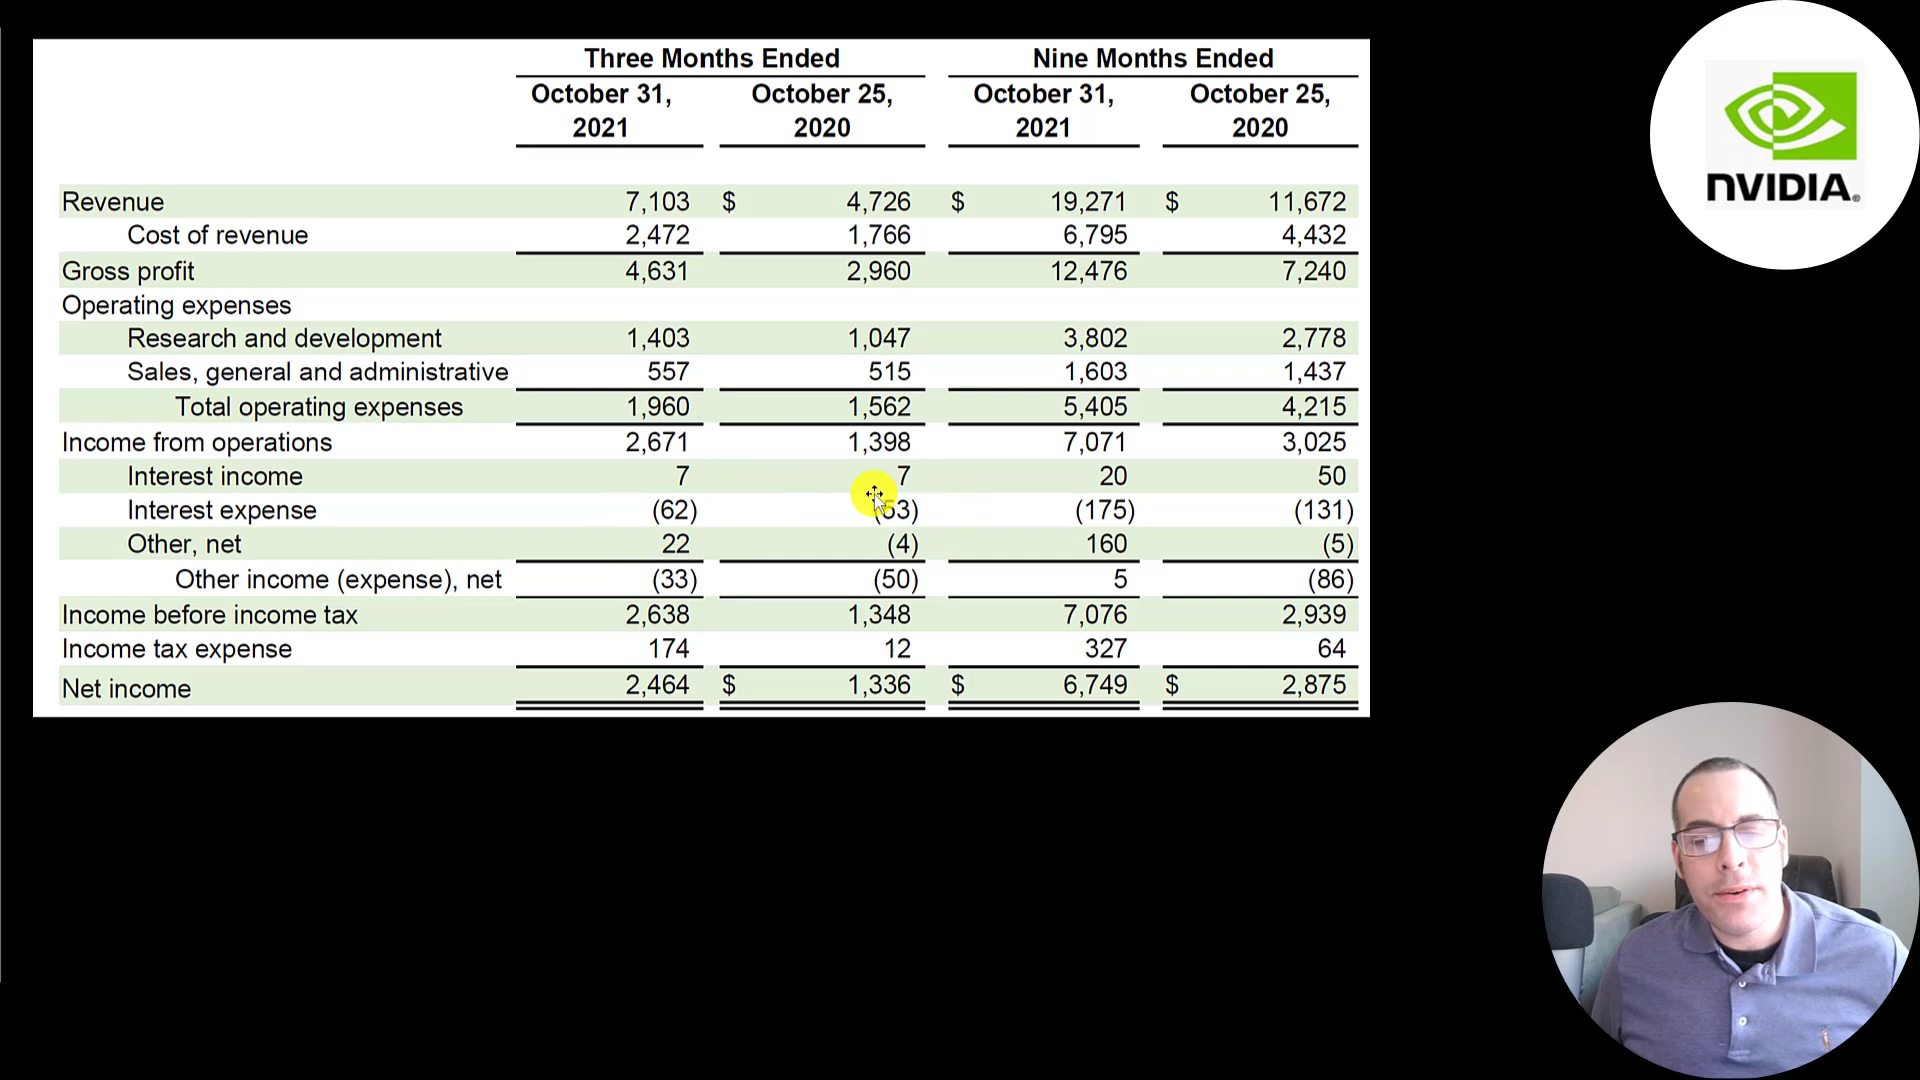 Three Months Ended Nine Months Ended
October 31, October 25, October 31, October 25,
2021 2020 2021 2020
Revenue 7,103 $ 4,726 $ 19,271 $ 11,672
Cost of revenue 2,472 1,766 6,795 4,432
Gross profit 4,631 2,960 12,476 7,240
Operating expenses
Research and development 1,403 1,047 3,802 2,778
Sales, general and administrative 557 515 1,603 1,437
Total operating expenses 1,960 1,562 5,405 4,215
Income from operations 2,671 1,398 7,071 3,025
Interest income 7 7 20 50
Interest expense (62) (53) (175) (131)
Other, net 22 (4) 160 (5)
Other income (expense), net (33) (50) 5 (86)
Income before income tax 2,638 1,348 7,076 2,939
Income tax expense 174 12 327 64
Net income 2,464 $ 1,336 $ 6,749 $ 2,875
NVIDIA.